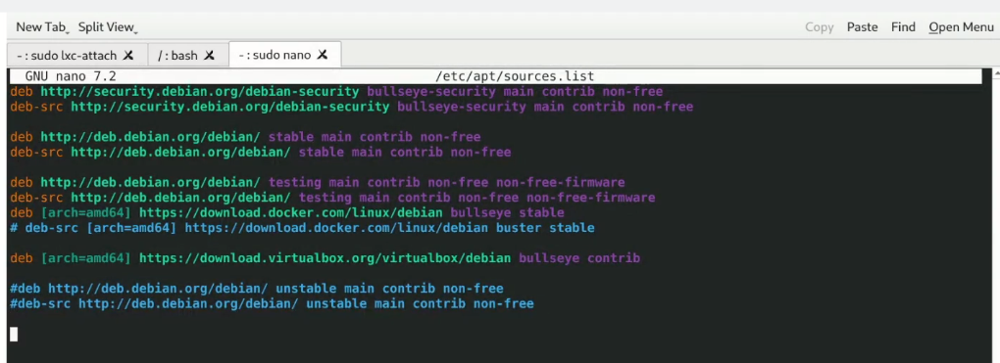 New Tab Split View Copy Paste Find Open Menu
- : sudo lxc-attach X / : bash X - : sudo nano X
GNU nano 7.2 /etc/apt/sources.list
deb http://security.debian.org/debian-security bullseye-security main contrib non-free
deb-src http://security.debian.org/debian-security bullseye-security main contrib non-free
deb http://deb.debian.org/debian/ stable main contrib non-free
deb-src http://deb.debian.org/debian/ stable main contrib non-free
deb http://deb.debian.org/debian/ testing main contrib non-free non-free-firmware
deb-src http://deb.debian.org/debian/ testing main contrib non-free non-free-firmware
deb [arch=amd64] https://download.docker.com/linux/debian bullseye stable
# deb-src [arch=amd64] https://download.docker.com/linux/debian buster stable
deb [arch=amd64] https://download.virtualbox.org/virtualbox/debian bullseye contrib
#deb http://deb.debian.org/debian/ unstable main contrib non-free
#deb-src http://deb.debian.org/debian/ unstable main contrib non-free